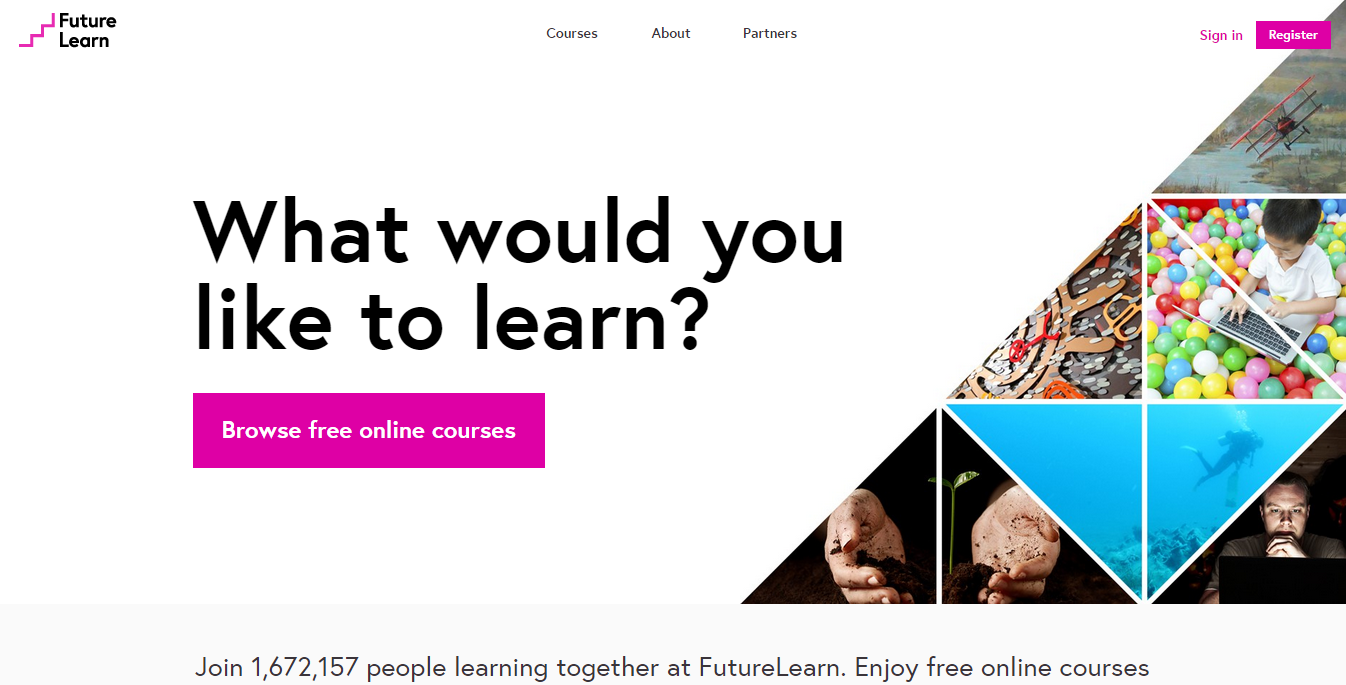 Future
Learn
Courses
About
Partners
Sign in
Register
What would you
like to learn?
Browse free online courses
Join 1,672,157 people learning together at FutureLearn. Enjoy free online courses